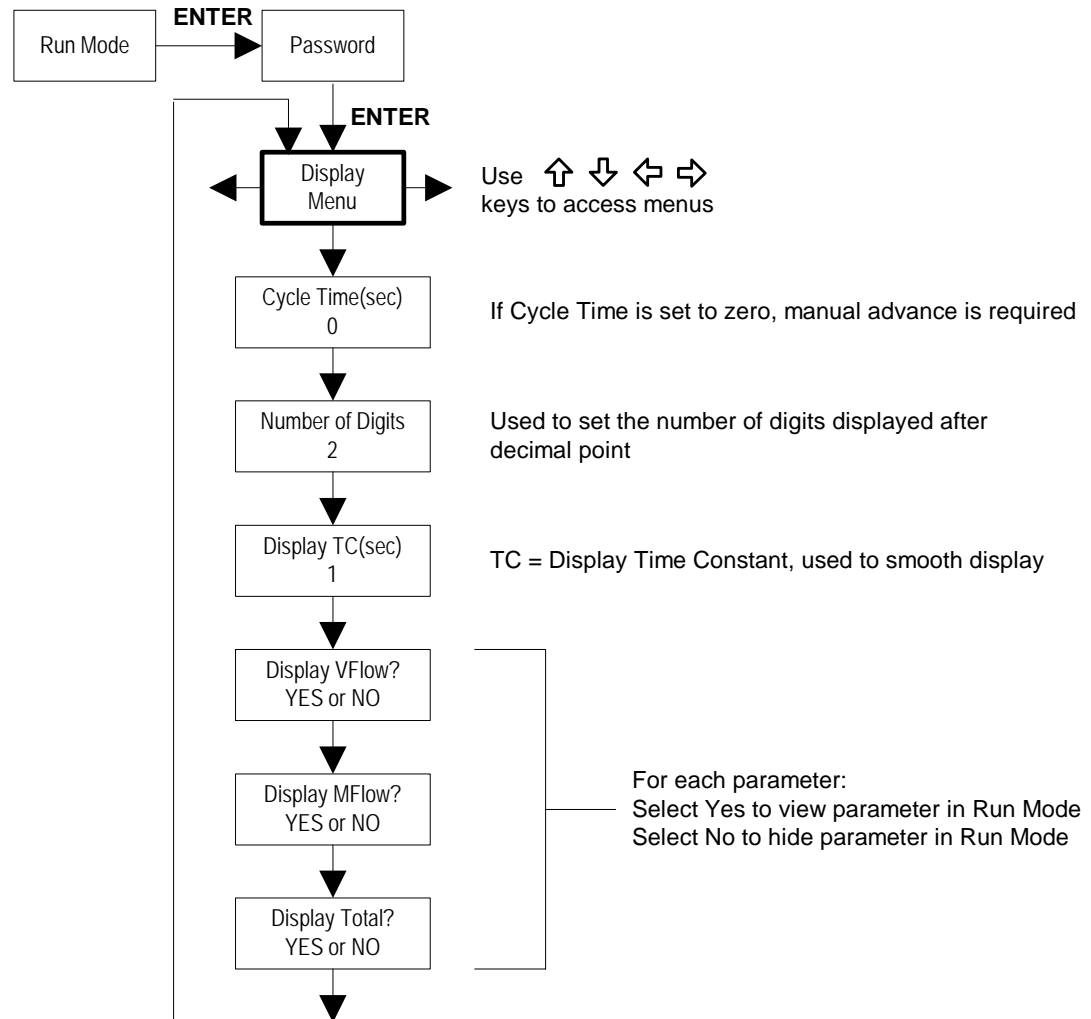 ENTER
Run Mode
Password
ENTER
Display
Menu
Use
keys to access menus
Cycle Time(sec)
0
If Cycle Time is set to zero, manual advance is required
Number of Digits
2
Used to set the number of digits displayed after
decimal point
Display TC(sec)
1
TC = Display Time Constant, used to smooth display
Display VFlow?
YES or NO
Display MFlow?
YES or NO
For each parameter:
Select Yes to view parameter in Run Mode
Select No to hide parameter in Run Mode
Display Total?
YES or NO